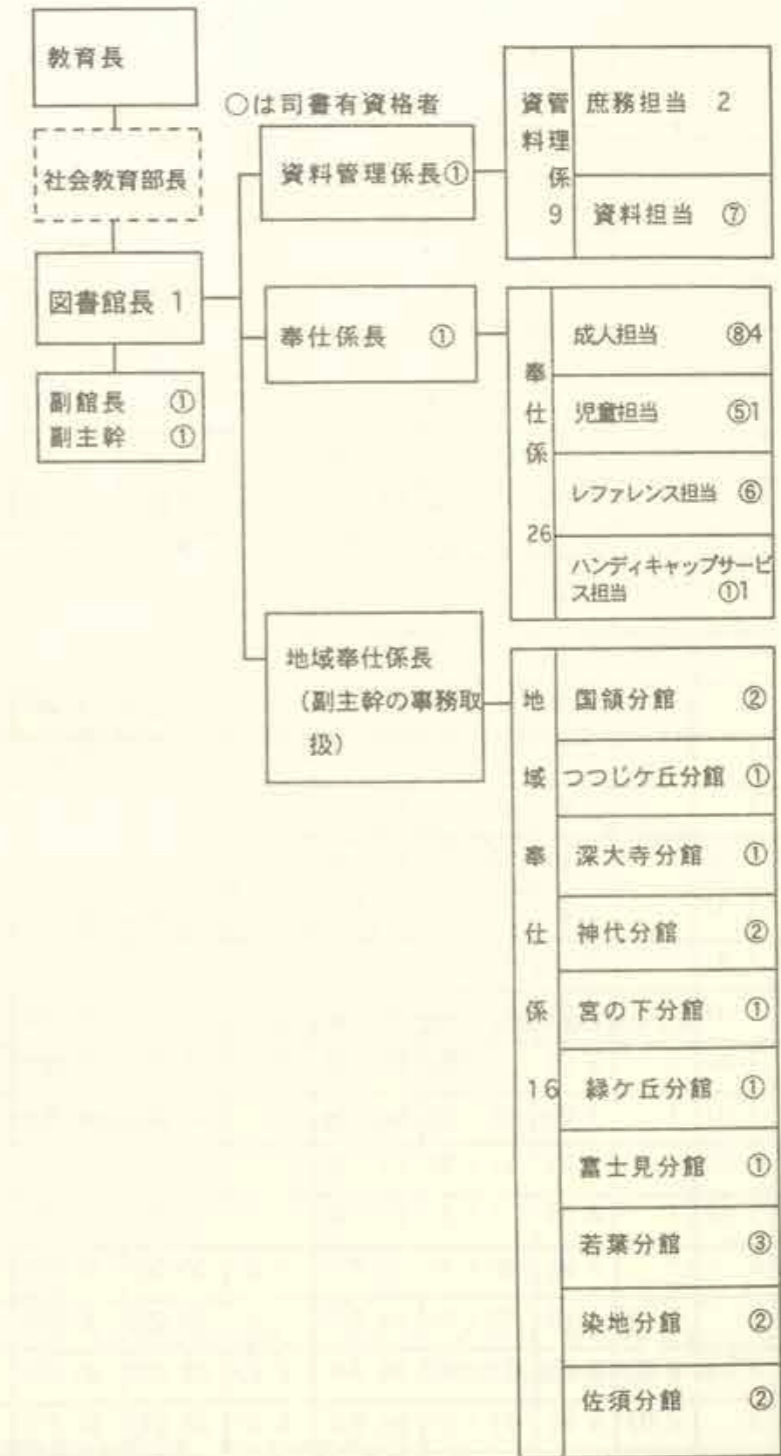 教育長
社会教育部長
図書館長 1
副館長 ①
副主幹 ①
○は司書有資格者
資料管理係長①
資料管理係 9
庶務担当 2
資料担当 ⑦
奉仕係長 ①
奉仕係 26
成人担当 ⑧4
児童担当 ⑤1
レファレンス担当 ⑥
ハンディキャップサービ
ス担当 ①1
地域奉仕係長
(副主幹の事務取
扱)
地域奉仕係 16
国領分館 ②
つつじケ丘分館 ①
深大寺分館 ①
神代分館 ②
宮の下分館 ①
緑ケ丘分館 ①
富士見分館 ①
若葉分館 ③
染地分館 ②
佐須分館 ②